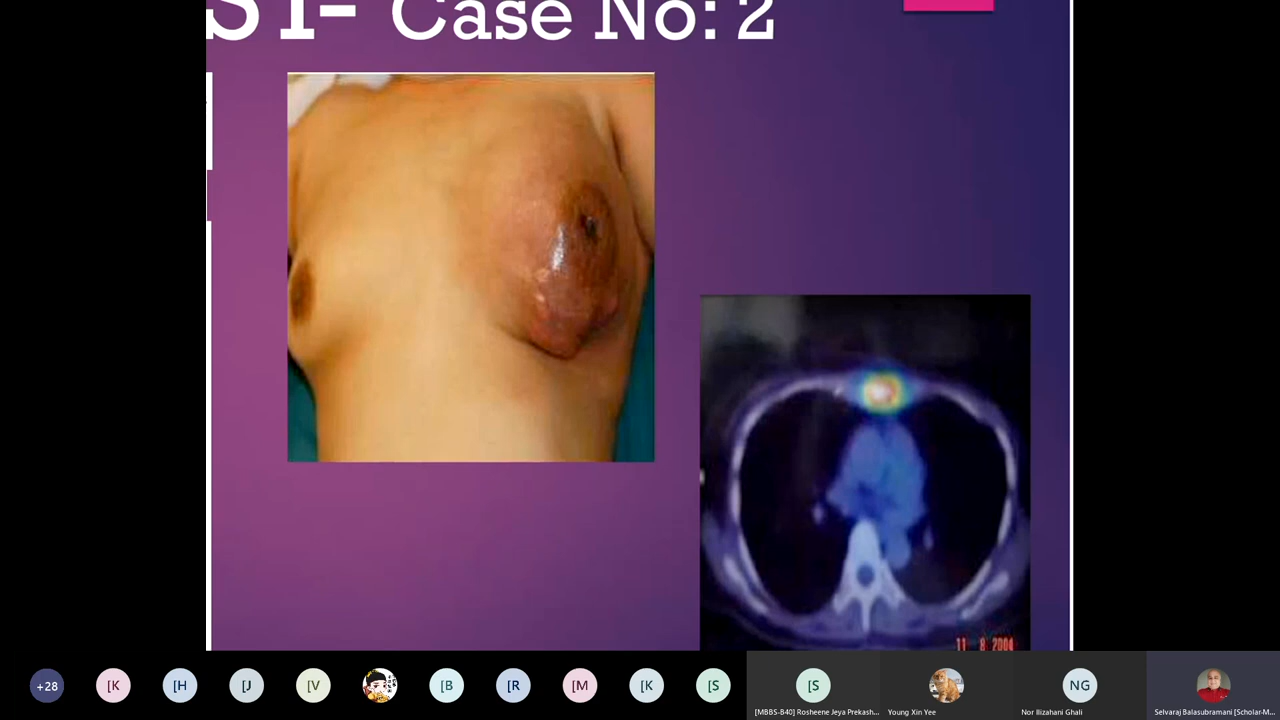 ST- Case No: 2
11 8 2004
+28
[K
[H
[J
[V
[B
[R
[M
[K
[S
[S
NG
[MBBS-B40] Rosheene Jeya Prekash...
Young Xin Yee
Nor Ilizahani Ghali
Selvaraj Balasubramani [Scholar-M...